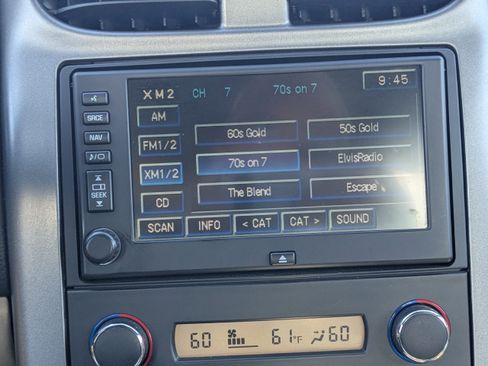 XM2 CH 7 70s on 7 9:45
AM
60s Gold 50s Gold
FM1/2
SRCE
70s on 7 ElvisRadio
NAV
XM1/2
The Blend Escape
SEEK
CD
SCAN INFO < CAT CAT > SOUND
60 61°F 60